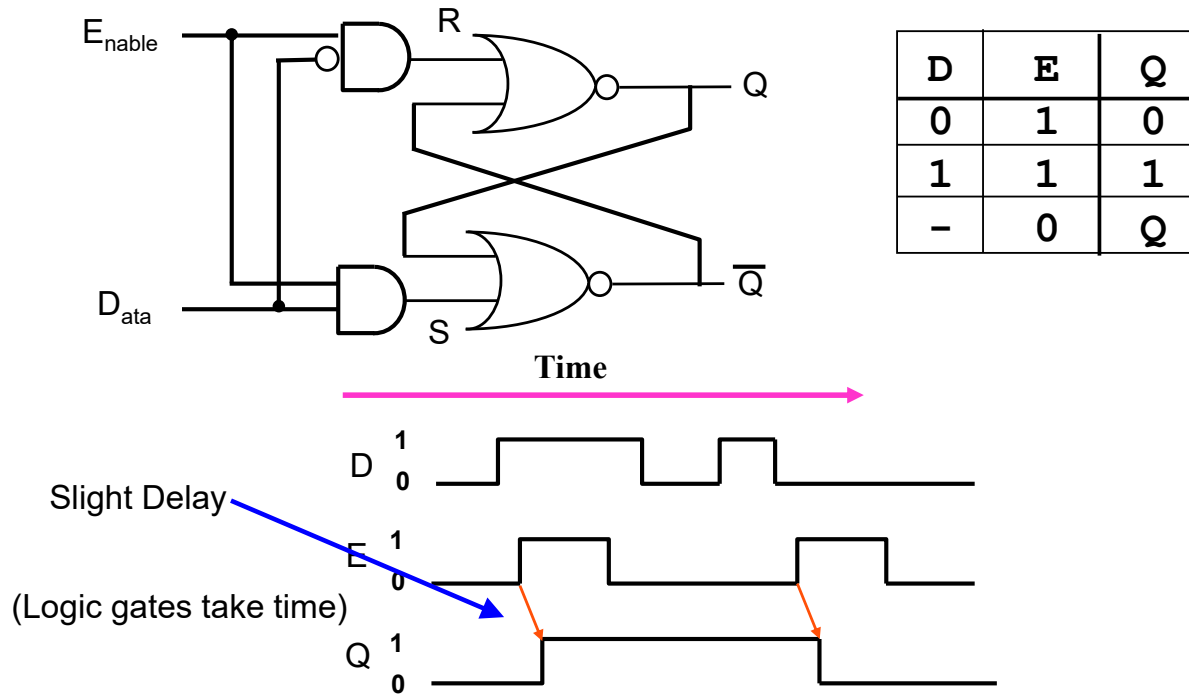 Enable
R
Q
Data
S
Q̅
D E Q
0 1 0
1 1 1
- 0 Q
Time
1
D
0
Slight Delay
1
E
0
(Logic gates take time)
1
Q
0